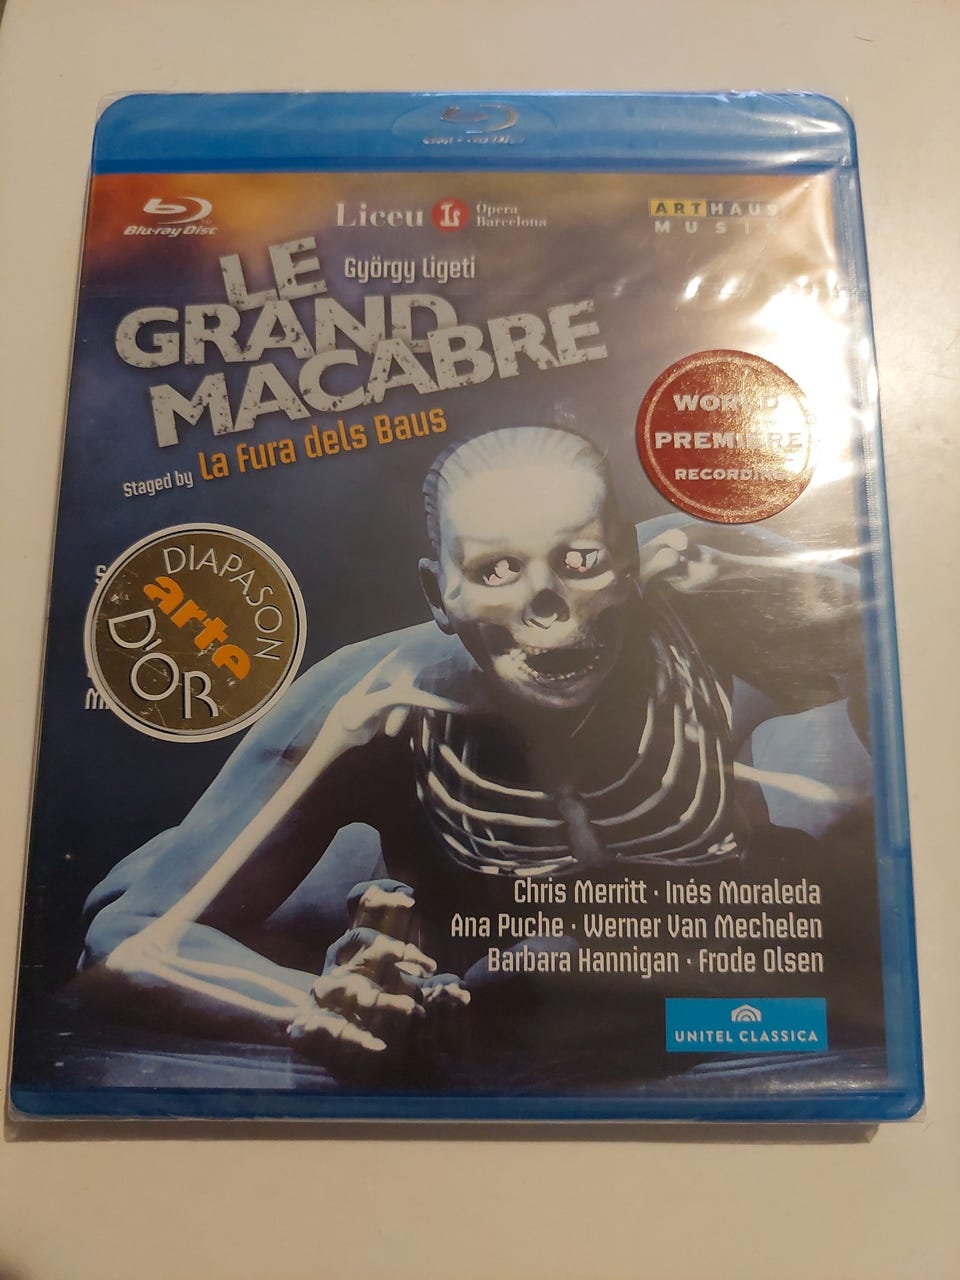 Blu-ray Disc
Liceu Ópera
Barcelona
ARTHAUS
MUSIK
György Ligeti
LE
GRAND
MACABRE
Staged by La Fura dels Baus
WORLD
PREMIERE
RECORDING
DIAPASON
arte
D'OR
Chris Merritt · Inés Moraleda
Ana Puche · Werner Van Mechelen
Barbara Hannigan · Frode Olsen
UNITEL CLASSICA